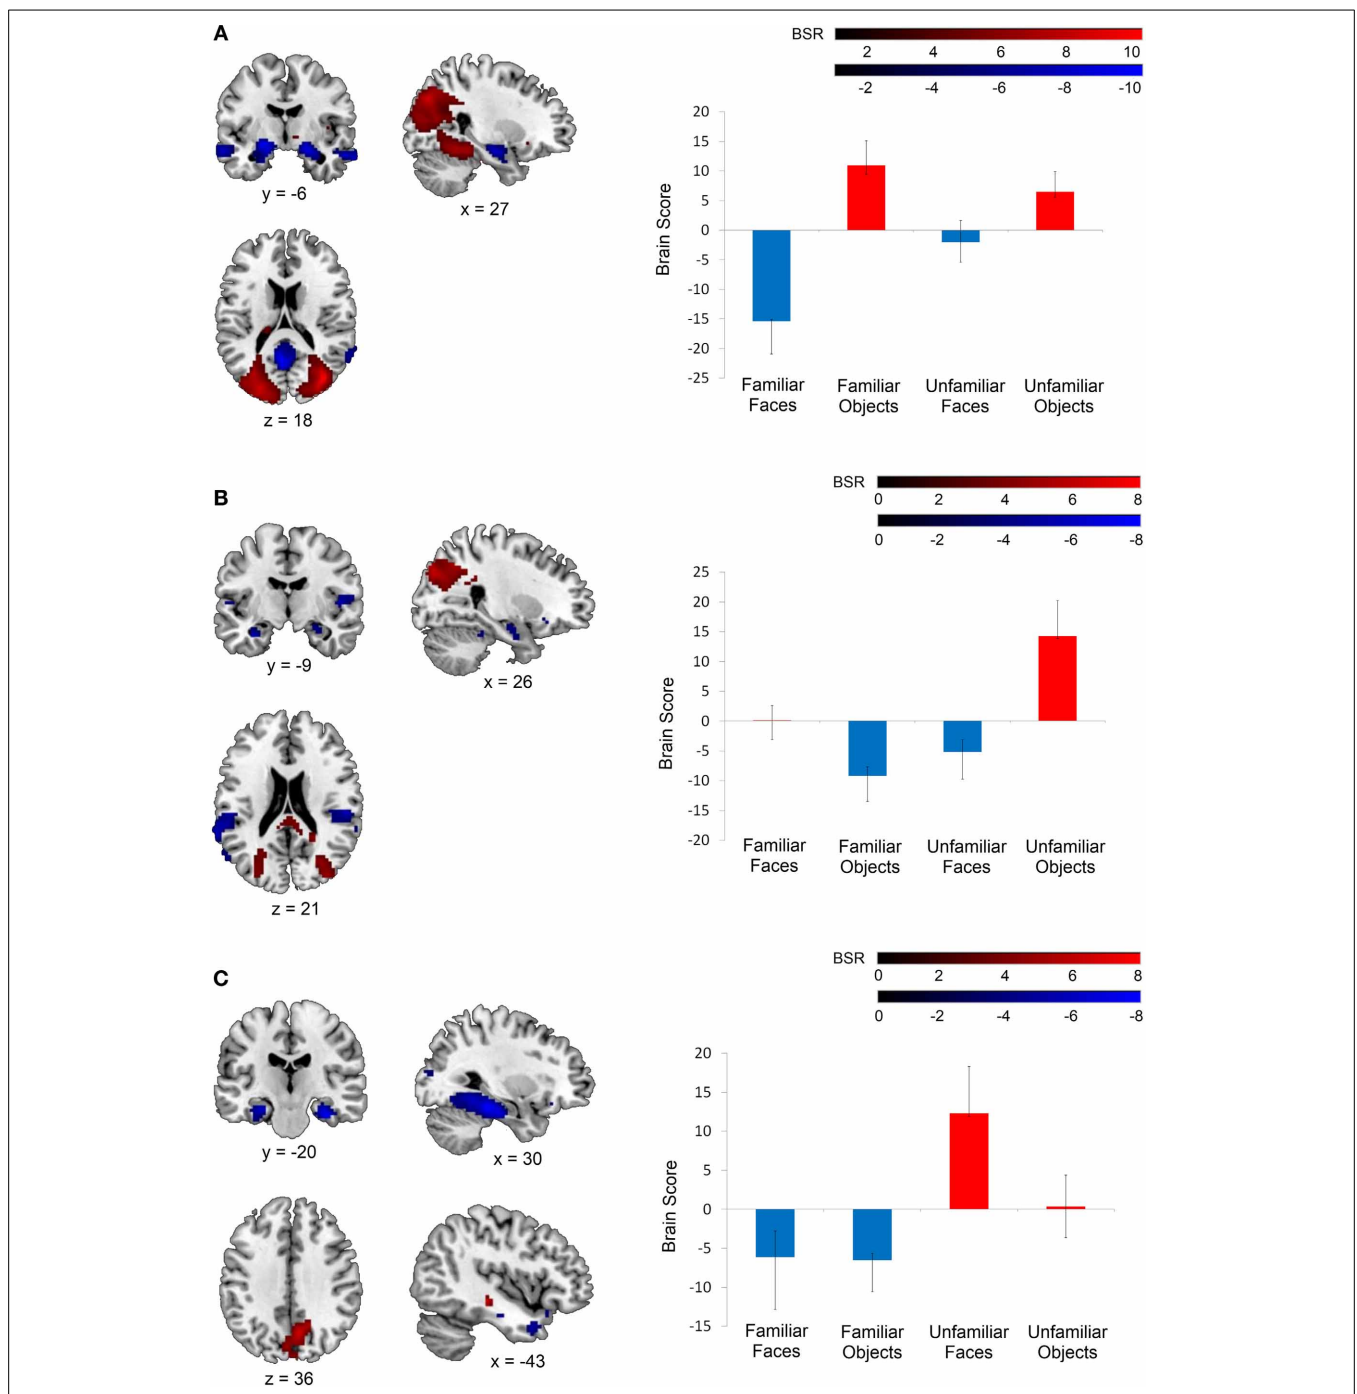 A
BSR
2 4 6 8 10
-2 -4 -6 -8 -10
y = -6
x = 27
z = 18
Brain Score
20
15
10
5
0
-5
-10
-15
-20
-25
Familiar Faces
Familiar Objects
Unfamiliar Faces
Unfamiliar Objects
B
BSR
0 2 4 6 8
0 -2 -4 -6 -8
y = -9
x = 26
z = 21
Brain Score
25
20
15
10
5
0
-5
-10
-15
-20
Familiar Faces
Familiar Objects
Unfamiliar Faces
Unfamiliar Objects
C
BSR
0 2 4 6 8
0 -2 -4 -6 -8
y = -20
x = 30
z = 36
x = -43
Brain Score
20
15
10
5
0
-5
-10
-15
Familiar Faces
Familiar Objects
Unfamiliar Faces
Unfamiliar Objects